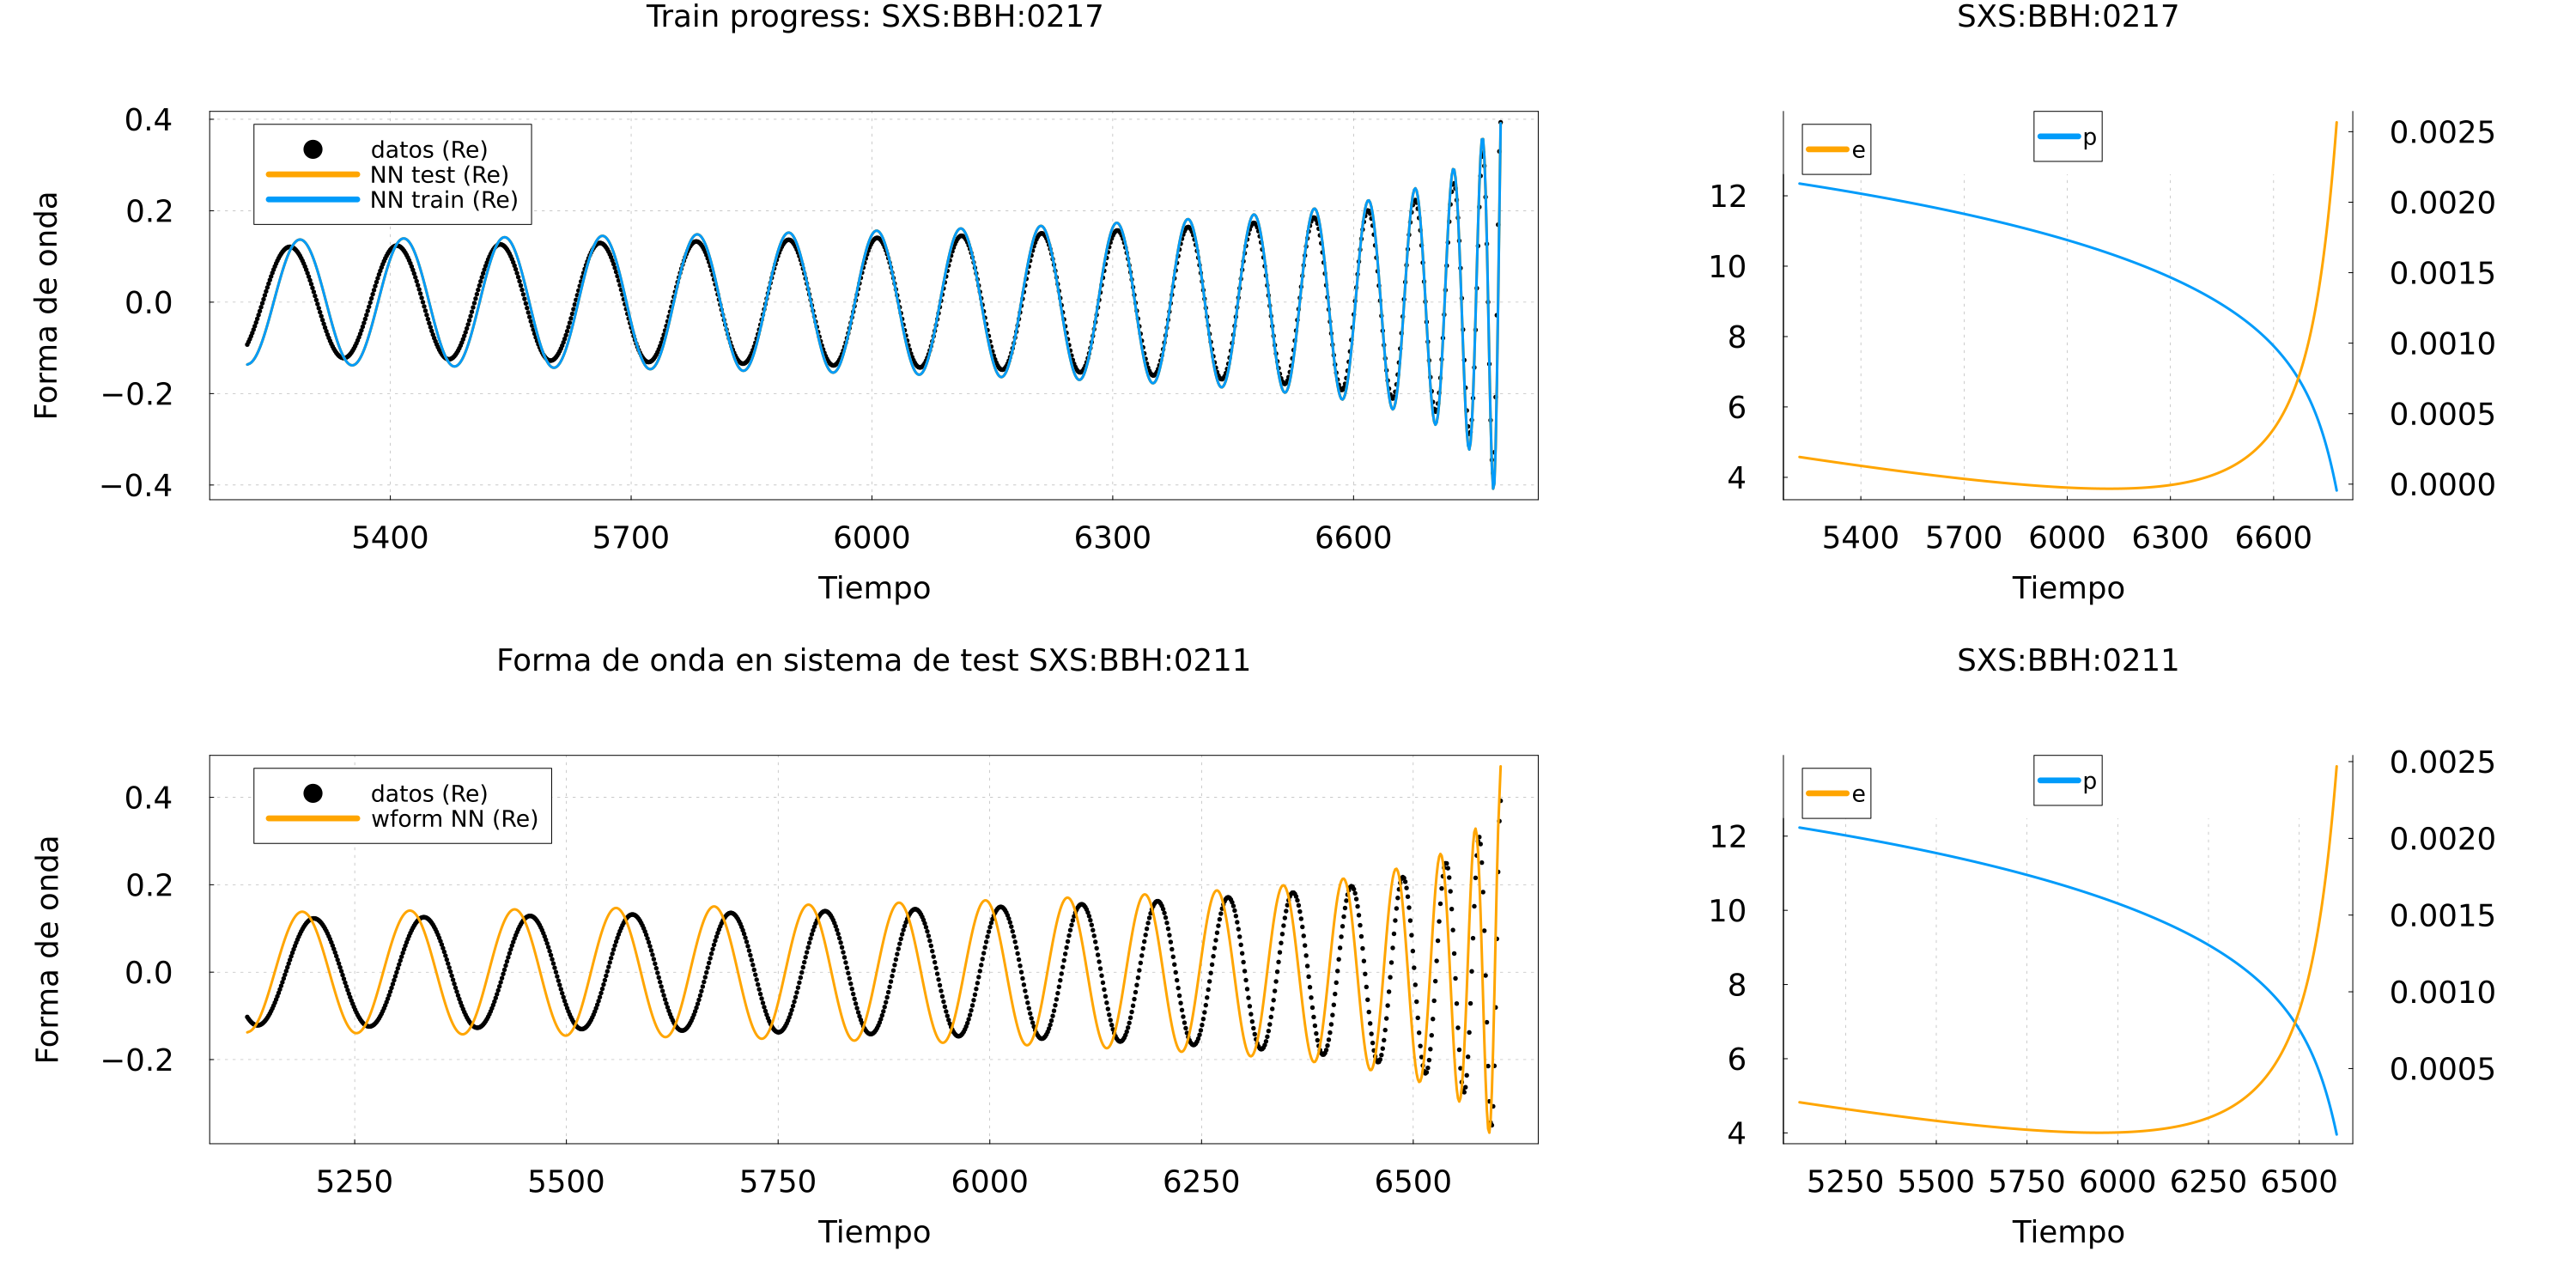 Train progress: SXS:BBH:0217
0.4
0.2
0.0
−0.2
−0.4
Forma de onda
datos (Re)
NN test (Re)
NN train (Re)
5400 5700 6000 6300 6600
Tiempo
SXS:BBH:0217
e
p
12
10
8
6
4
0.0025
0.0020
0.0015
0.0010
0.0005
0.0000
5400 5700 6000 6300 6600
Tiempo
Forma de onda en sistema de test SXS:BBH:0211
0.4
0.2
0.0
−0.2
Forma de onda
datos (Re)
wform NN (Re)
5250 5500 5750 6000 6250 6500
Tiempo
SXS:BBH:0211
e
p
12
10
8
6
4
0.0025
0.0020
0.0015
0.0010
0.0005
5250 5500 5750 6000 6250 6500
Tiempo